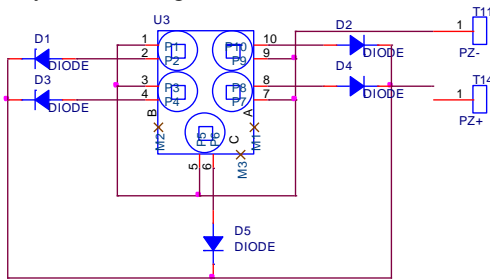 T11
U3
D1
D2
1
1
P1
P10
10
PZ-
2
P2
P9
9
DIODE
DIODE
D3
D4
T14
3
P3
P8
8
4
P4
P7
7
1
DIODE
DIODE
PZ+
B
A
M2
P5
P6
C
M1
M3
5
6
D5
DIODE